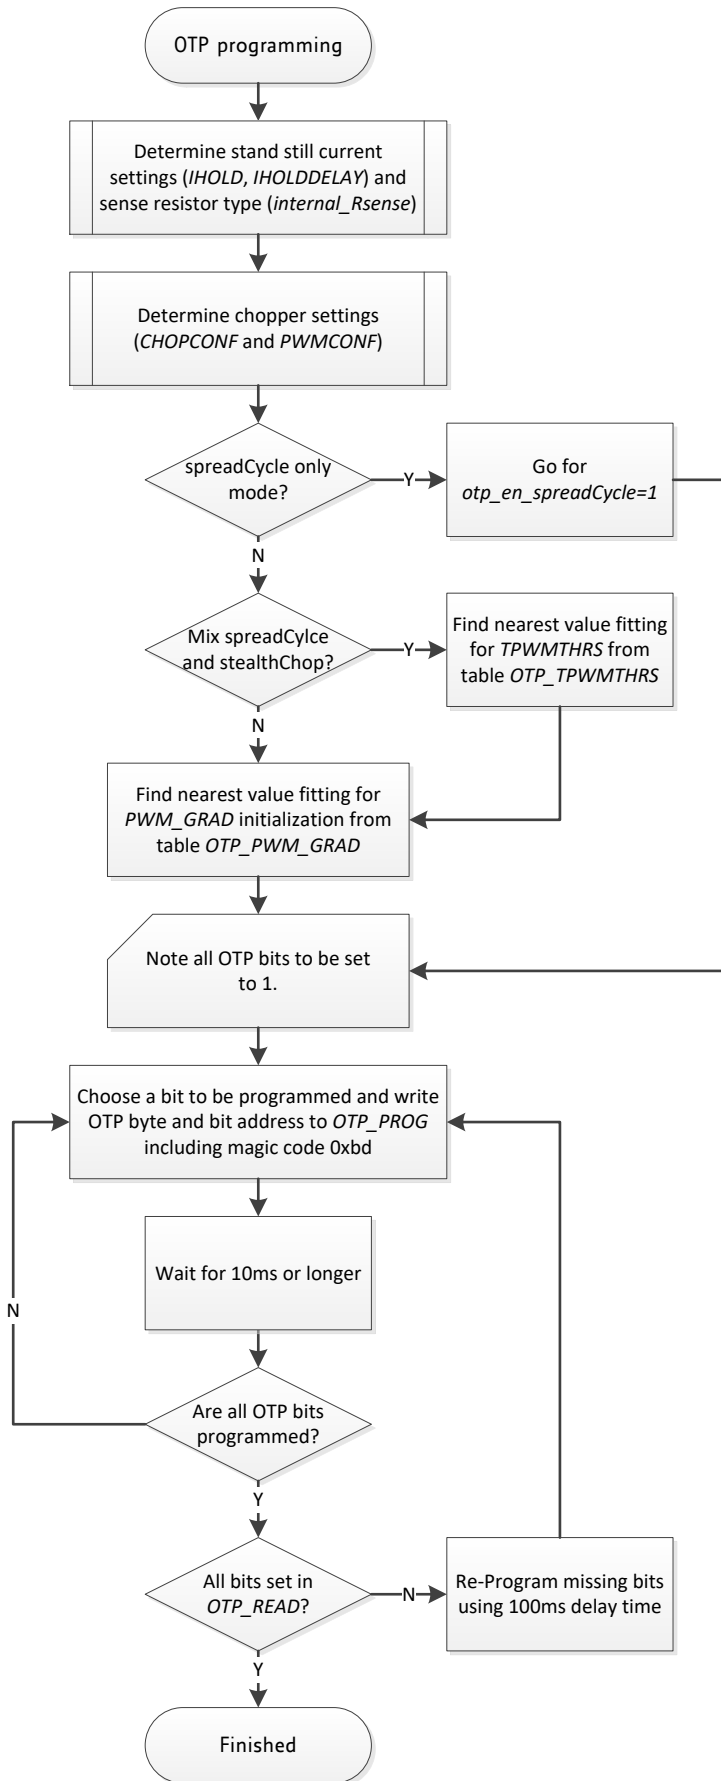 OTP programming
Determine stand still current
settings (IHOLD, IHOLDDELAY) and
sense resistor type (internal_Rsense)
Determine chopper settings
(CHOPCONF and PWMCONF)
spreadCycle only
mode?
Y
Go for
otp_en_spreadCycle=1
N
Mix spreadCylce
and stealthChop?
Y
Find nearest value fitting
for TPWMTHRS from
table OTP_TPWMTHRS
N
Find nearest value fitting for
PWM_GRAD initialization from
table OTP_PWM_GRAD
Note all OTP bits to be set
to 1.
Choose a bit to be programmed and write
OTP byte and bit address to OTP_PROG
including magic code 0xbd
Wait for 10ms or longer
N
Are all OTP bits
programmed?
Y
All bits set in
OTP_READ?
N
Re-Program missing bits
using 100ms delay time
Y
Finished